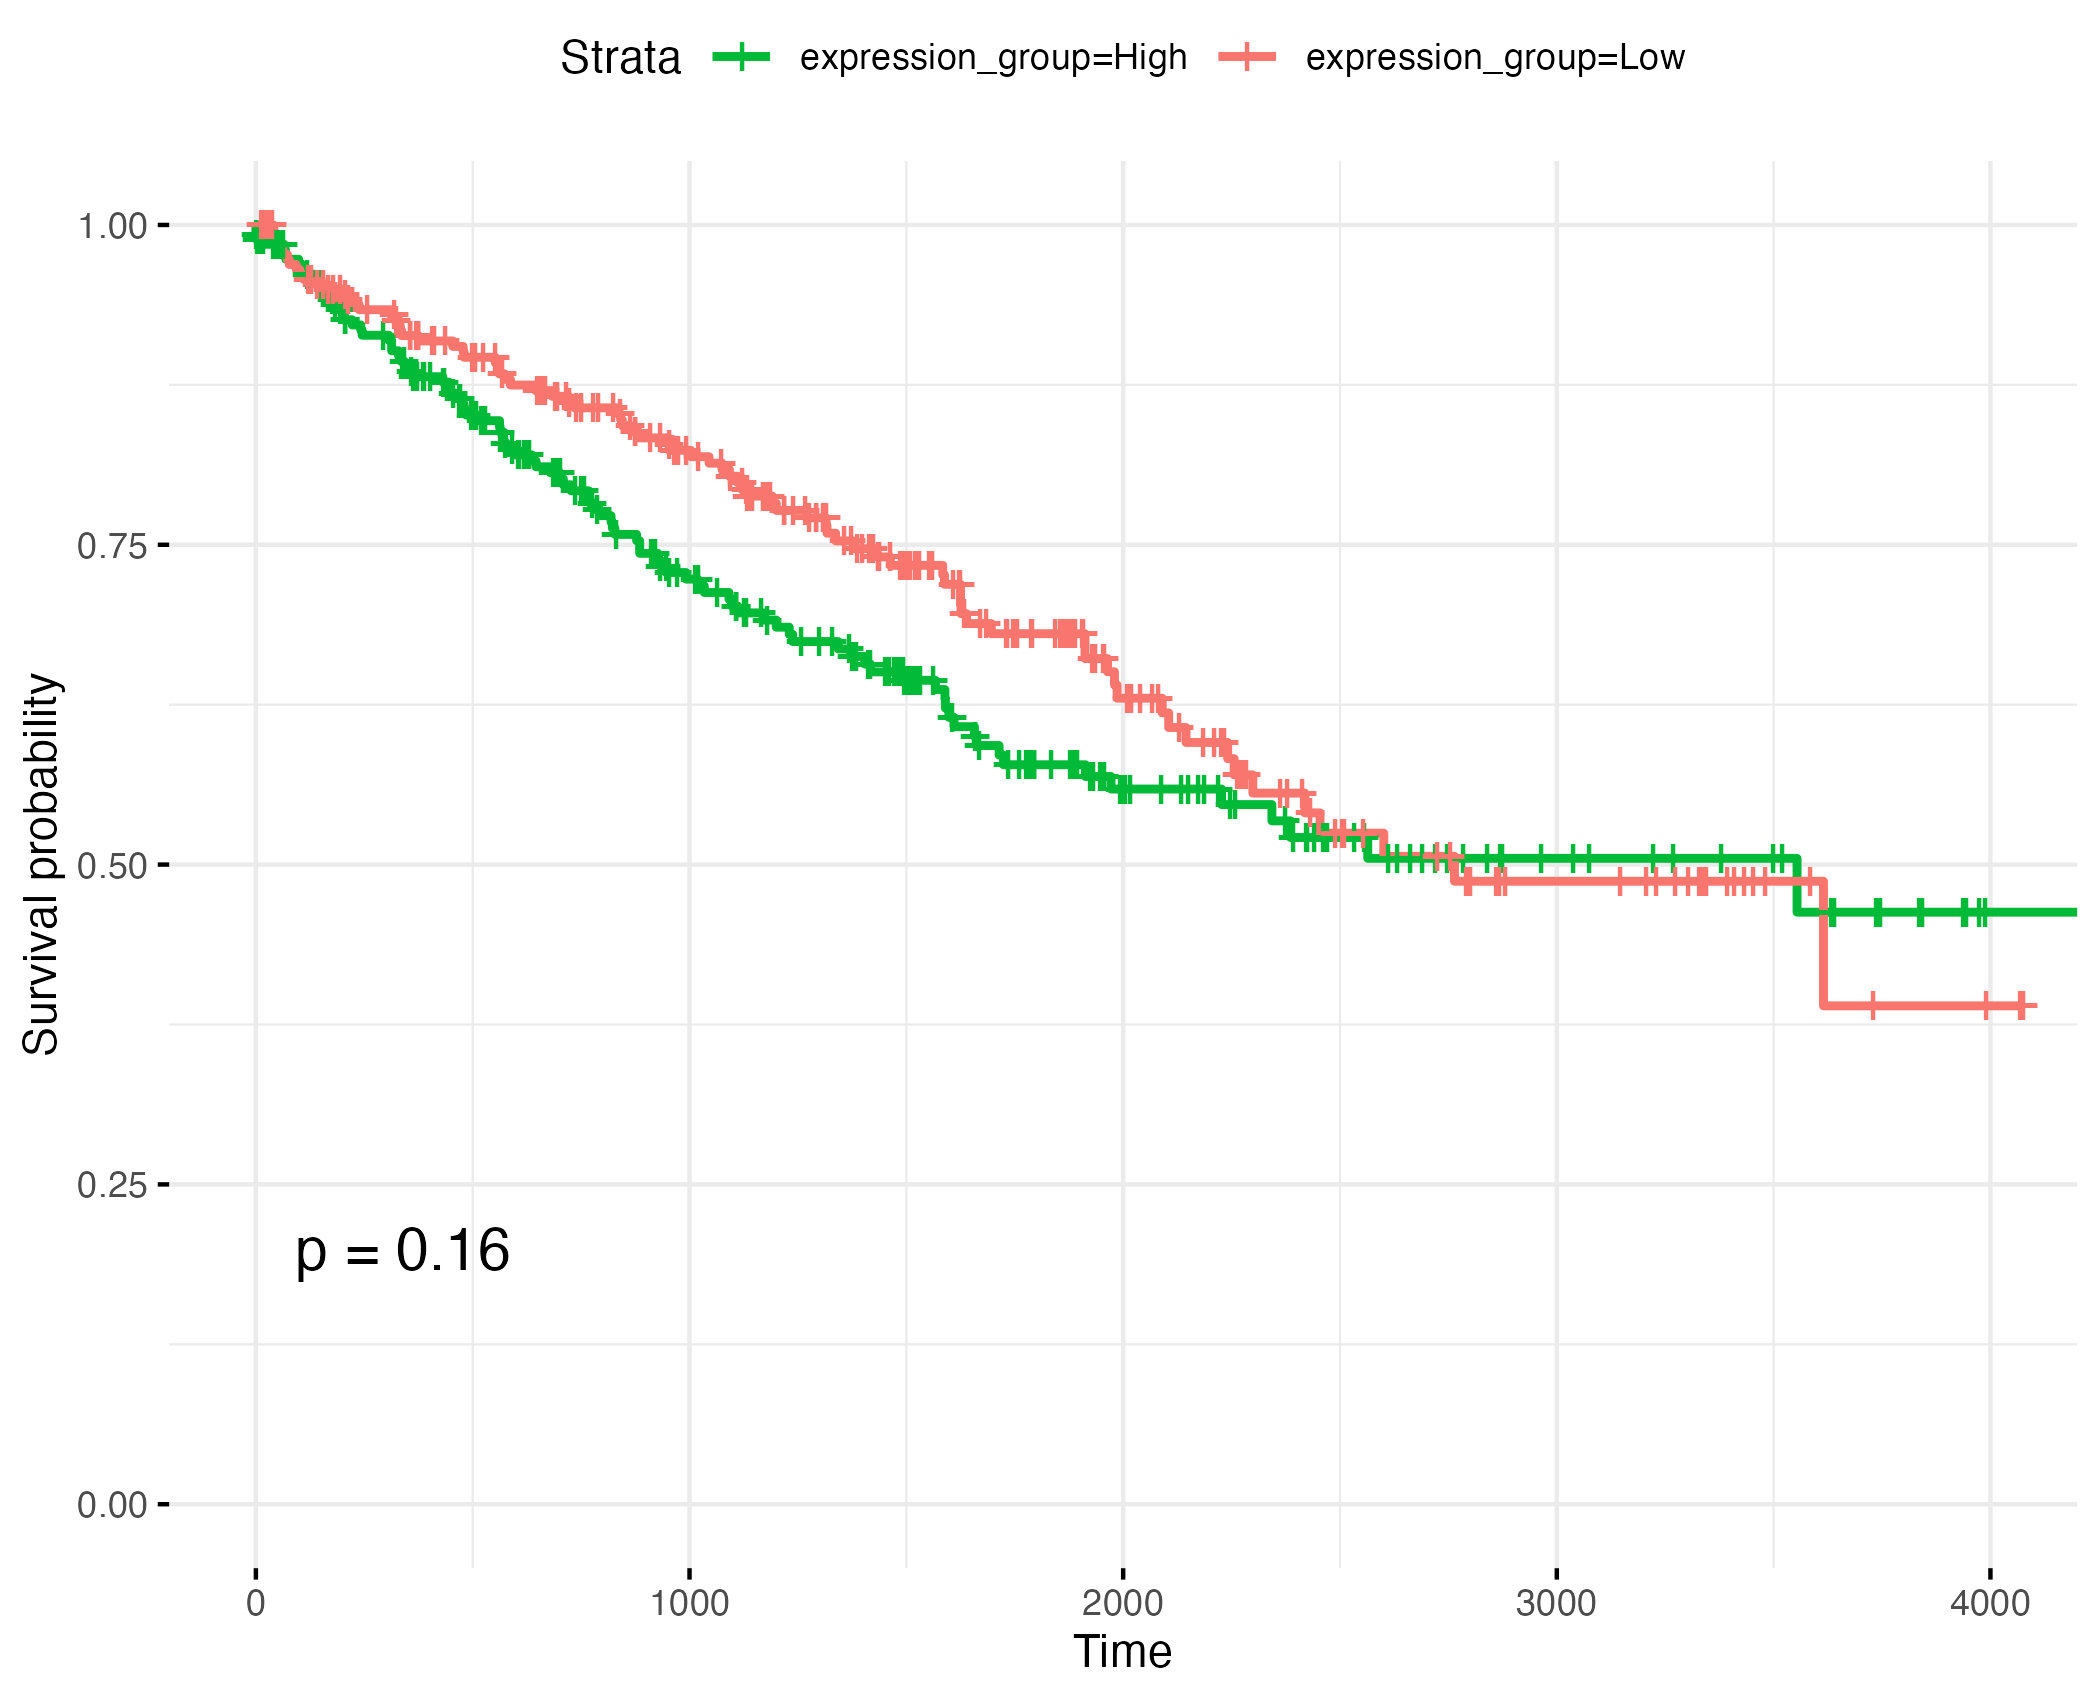 Strata expression_group=High expression_group=Low
Survival probability
1.00
0.75
0.50
0.25
0.00
p = 0.16
0 1000 2000 3000 4000
Time